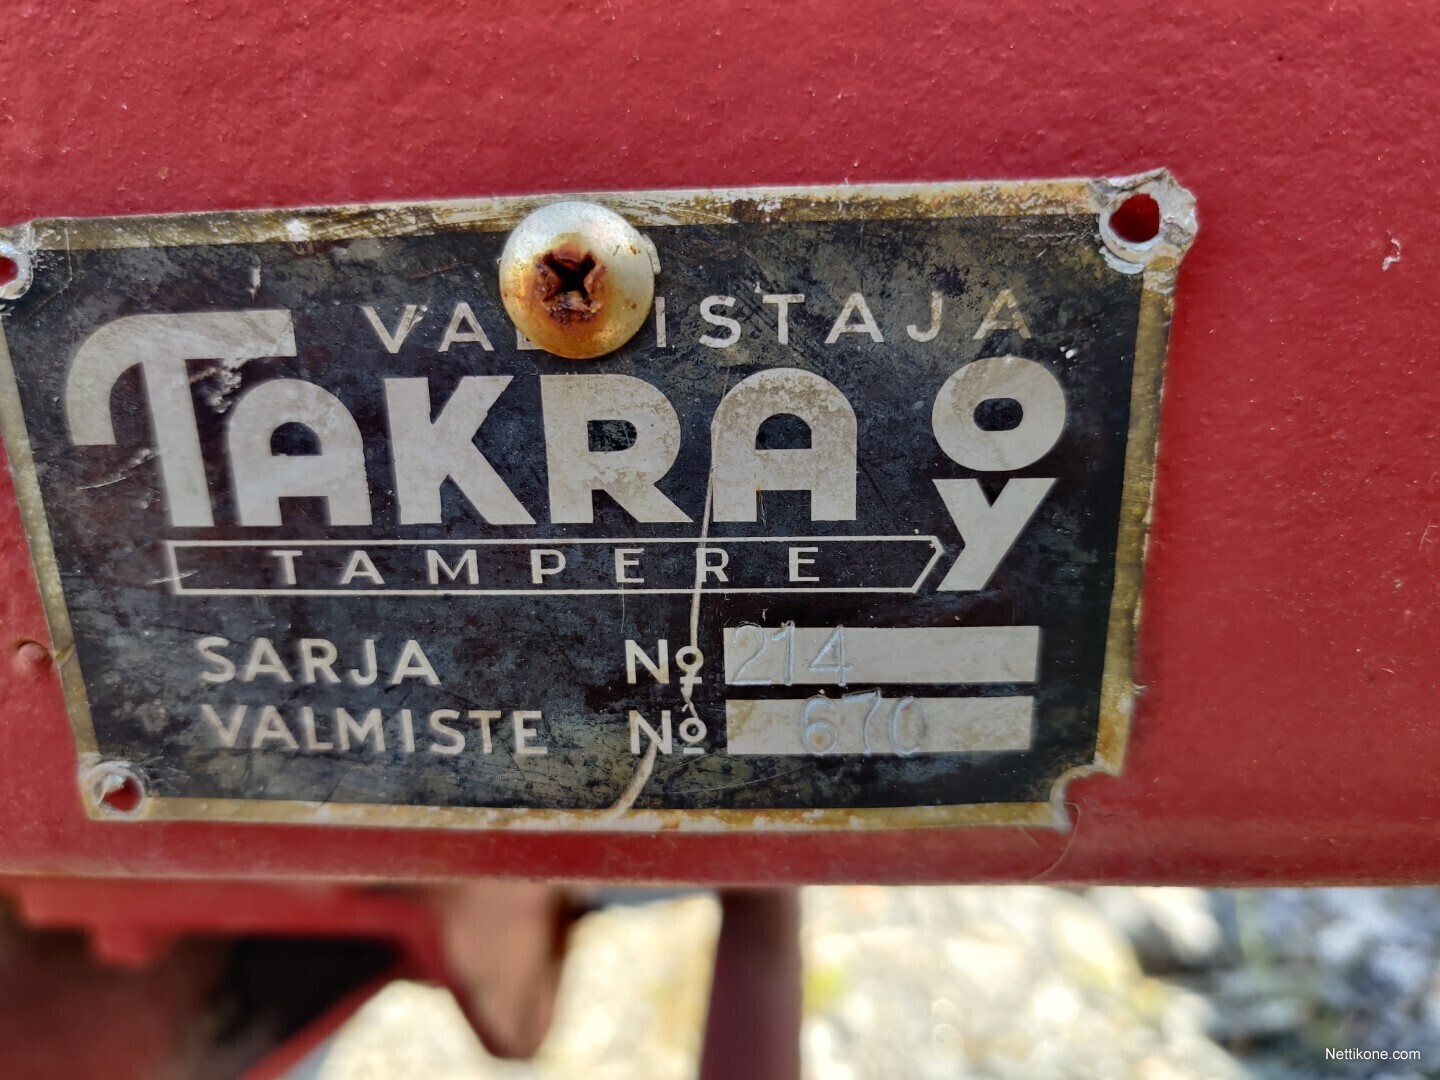 VALMISTAJA
TAKRA OY
TAMPERE
SARJA Nº 214
VALMISTE Nº 670
Nettikone.com